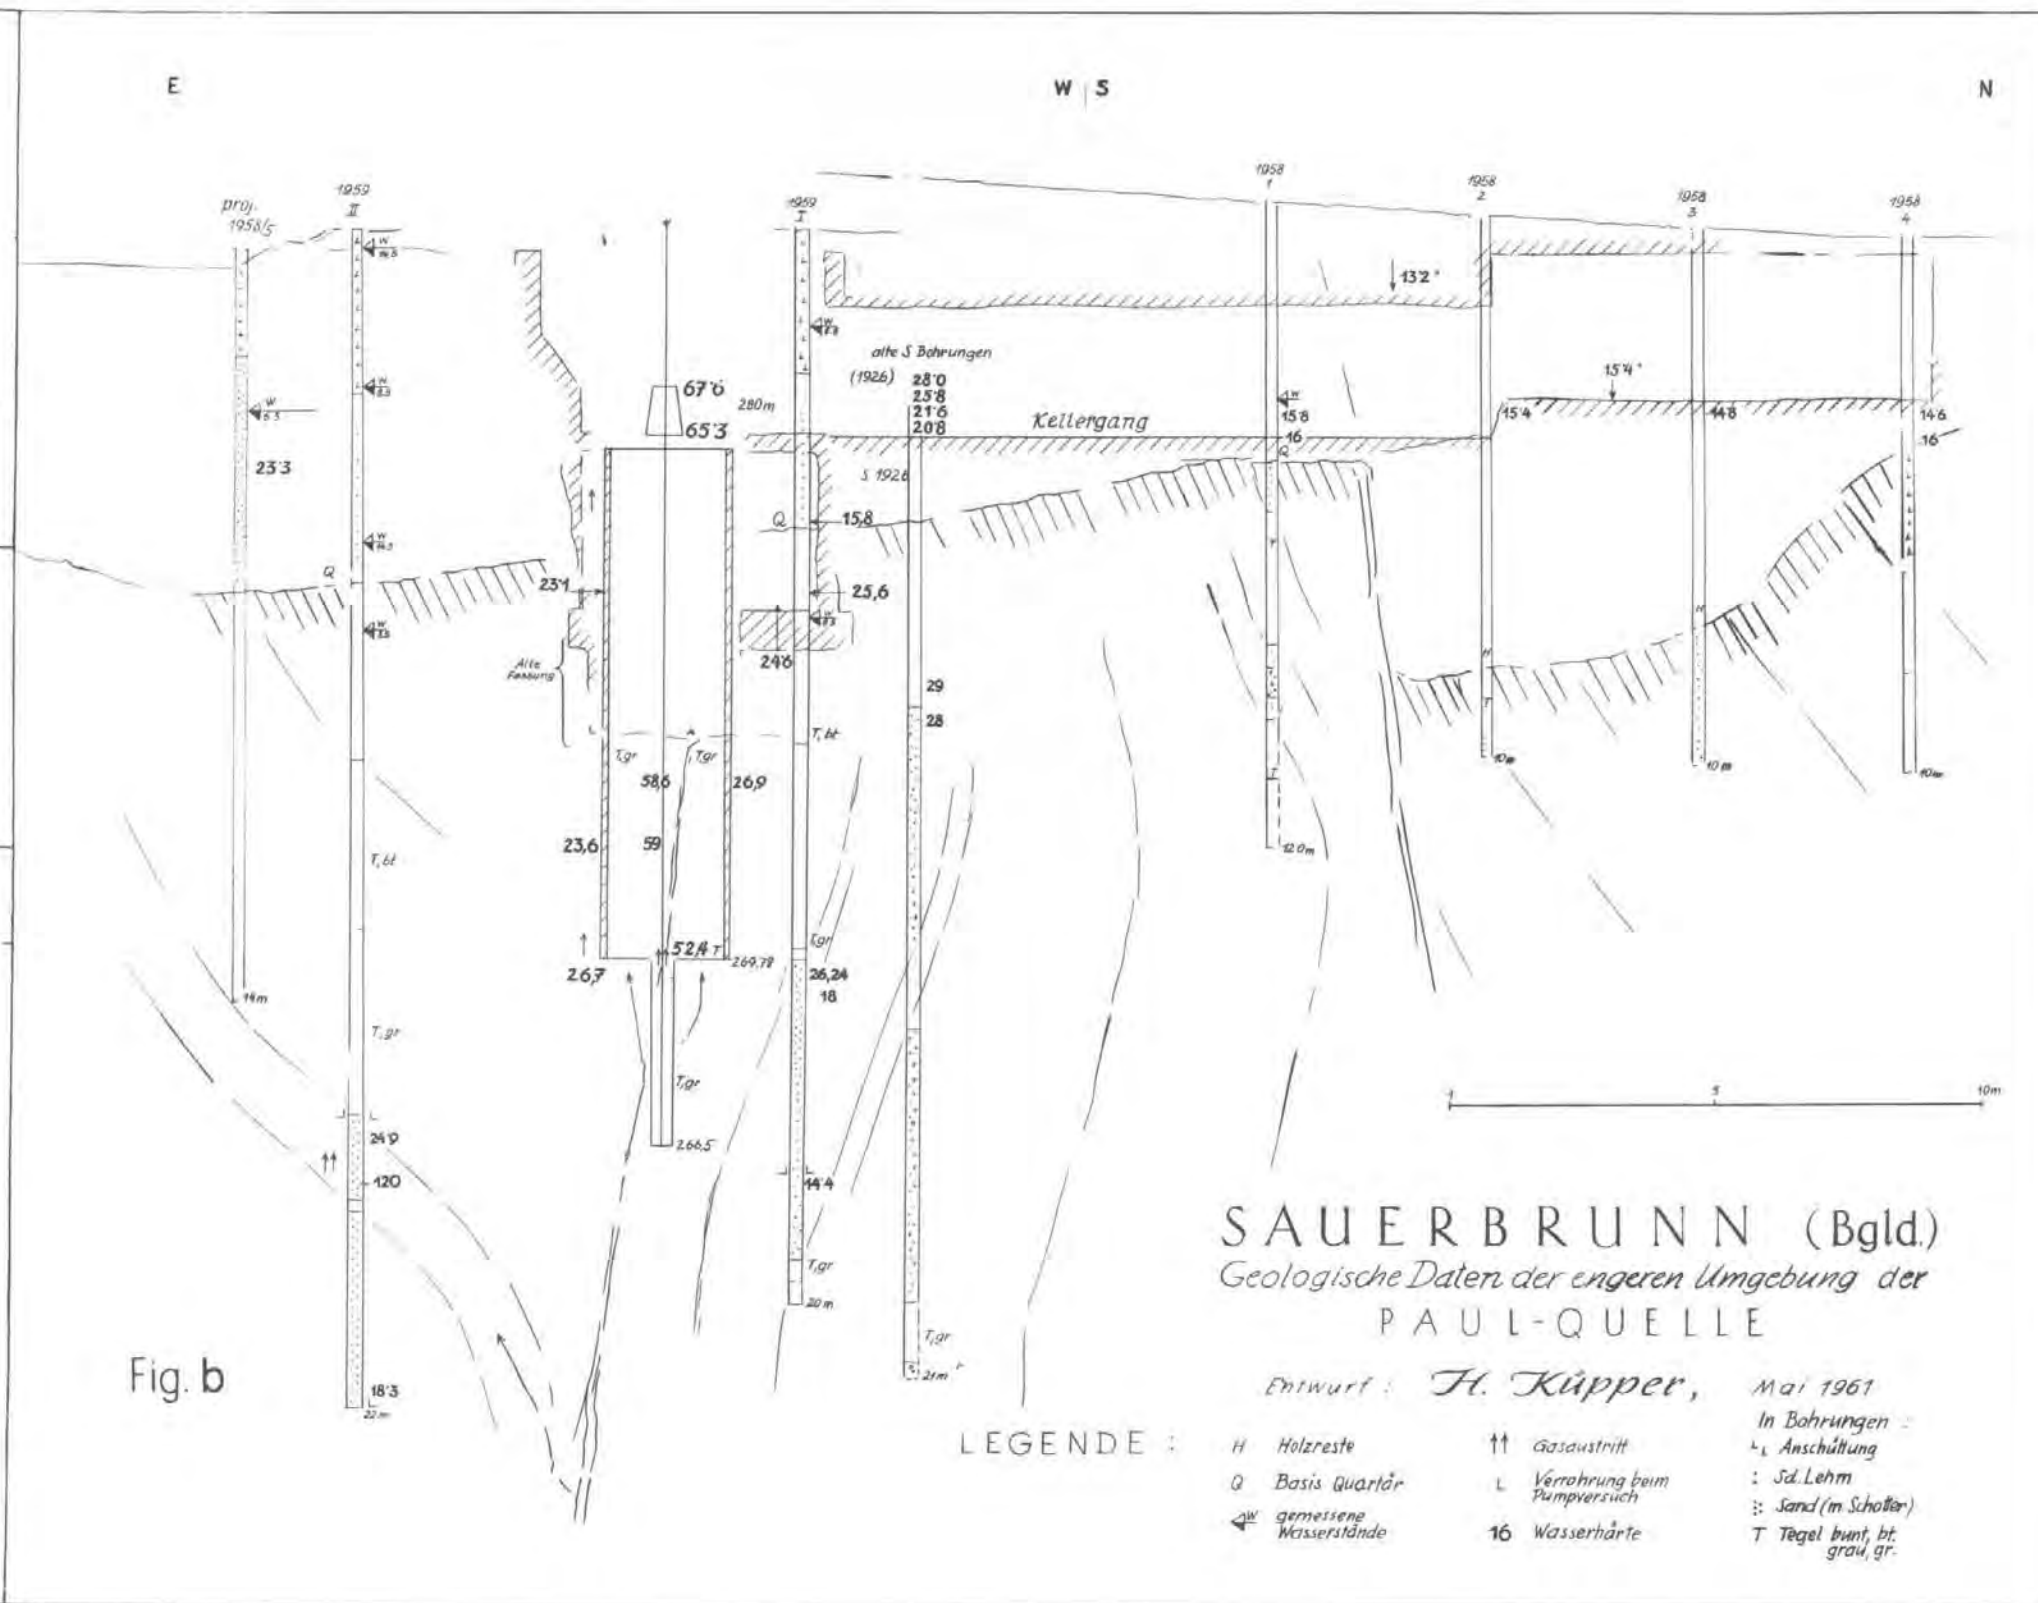 E
W S
N
proj.
1958/5
1959
II
1959
I
1958
1
1958
2
1958
3
1958
4
W
W
6.5
W
W
W
W
W
W
13'2°
15'4°
alte S Bohrungen
(1926)
28'0
25'8
21'6
20'8
67'6
65'3
280m
Kellergang
15'8
16
Q
15'4
14'8
14'6
16
23'3
S 1926
Q
15,8
Q
23'1
25,6
24'6
Alte
Fassung
L
T,gr
T,gr
T,bt
29
28
58,6
26,9
23,6
59
T,bt
H
H
T
T
10m
10m
10m
12,0m
T,gr
52,4 T
269,78
26,7
26,24
18
14m
T,gr
T,gr
266,5
L
24'9
120
14'4
T,gr
20m
T,gr
21m
18'3
22m
5
10m
Fig. b
SAUERBRUNN (Bgld.)
Geologische Daten der engeren Umgebung der
PAUL-QUELLE
Entwurf: H. Küpper, Mai 1961
LEGENDE:
H Holzreste
Q Basis Quartär
W gemessene
Wasserstände
↑↑ Gasaustritt
L Verrohrung beim
Pumpversuch
16 Wasserhärte
In Bohrungen:
Anschüttung
: Sd. Lehm
Sand (m Schotter)
T Tegel bunt, bt.
grau, gr.